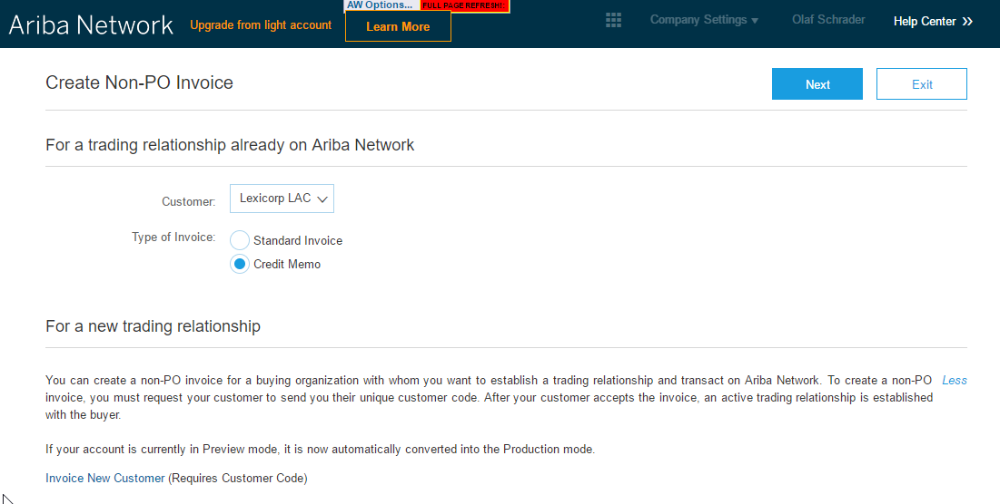 AW Options... FULL PAGE REFRESH!
Ariba Network Upgrade from light account Learn More Company Settings Olaf Schrader Help Center
Create Non-PO Invoice Next Exit
For a trading relationship already on Ariba Network
Customer: Lexicorp LAC
Type of Invoice: Standard Invoice
Credit Memo
For a new trading relationship
You can create a non-PO invoice for a buying organization with whom you want to establish a trading relationship and transact on Ariba Network. To create a non-PO Less
invoice, you must request your customer to send you their unique customer code. After your customer accepts the invoice, an active trading relationship is established
with the buyer.
If your account is currently in Preview mode, it is now automatically converted into the Production mode.
Invoice New Customer (Requires Customer Code)